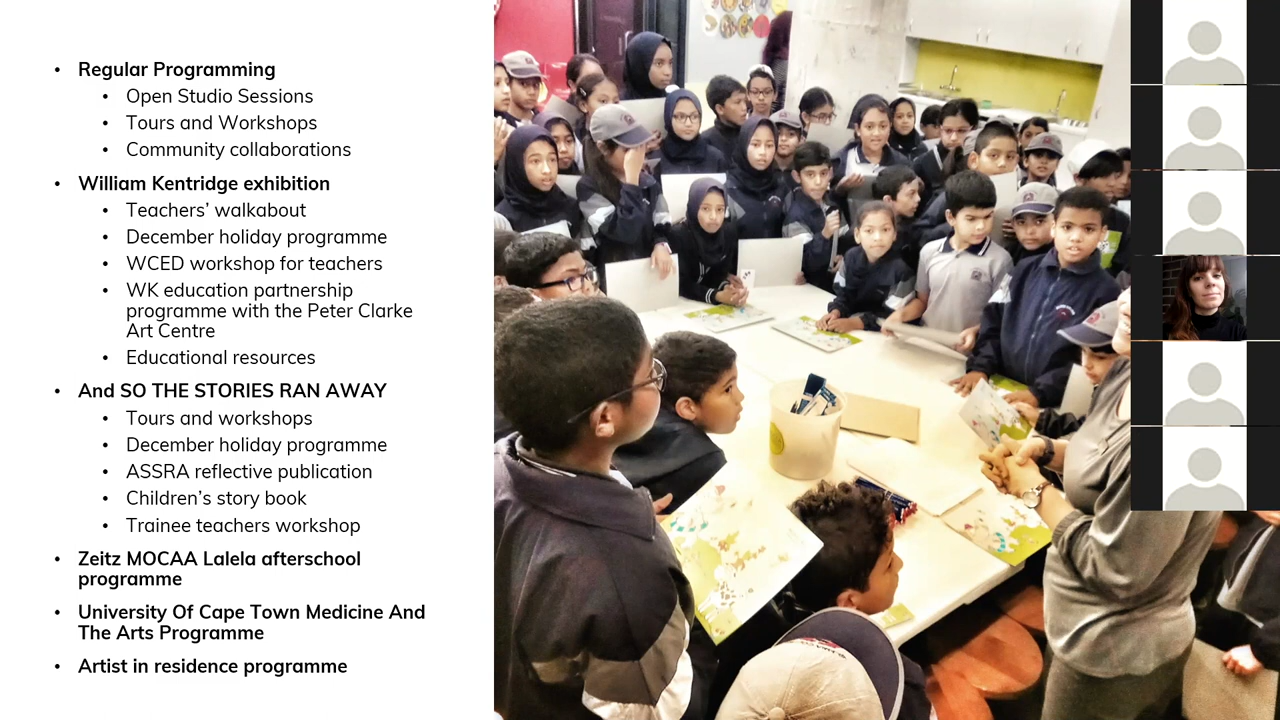 • Regular Programming
• Open Studio Sessions
• Tours and Workshops
• Community collaborations
• William Kentridge exhibition
• Teachers’ walkabout
• December holiday programme
• WCED workshop for teachers
• WK education partnership
programme with the Peter Clarke
Art Centre
• Educational resources
• And SO THE STORIES RAN AWAY
• Tours and workshops
• December holiday programme
• ASSRA reflective publication
• Children’s story book
• Trainee teachers workshop
• Zeitz MOCAA Lalela afterschool
programme
• University Of Cape Town Medicine And
The Arts Programme
• Artist in residence programme